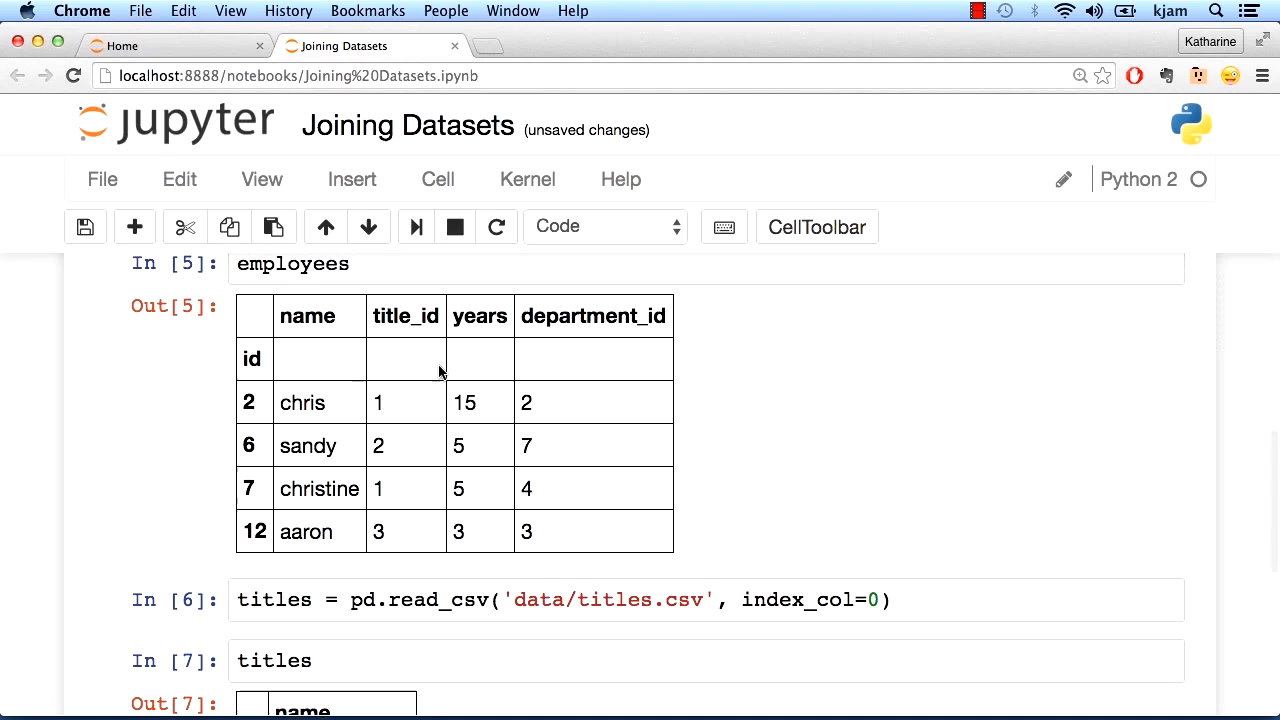 Chrome File Edit View History Bookmarks People Window Help kjam
Home Joining Datasets Katharine
localhost:8888/notebooks/Joining%20Datasets.ipynb
jupyter Joining Datasets (unsaved changes)
File Edit View Insert Cell Kernel Help Python 2
Code CellToolbar
In [5]: employees
Out[5]:
name title_id years department_id
id
2 chris 1 15 2
6 sandy 2 5 7
7 christine 1 5 4
12 aaron 3 3 3
In [6]: titles = pd.read_csv('data/titles.csv', index_col=0)
In [7]: titles
Out[7]:
name